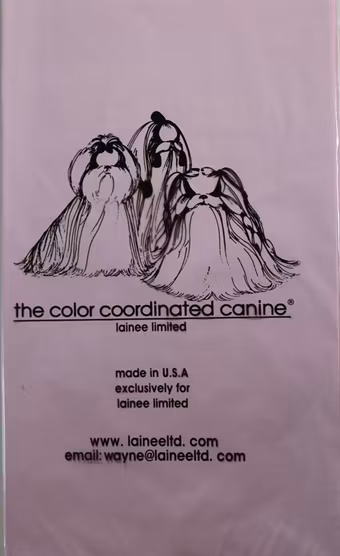 the color coordinated canine®
lainee limited
made in U.S.A
exclusively for
lainee limited
www. laineeltd. com
email: wayne@laineeltd. com